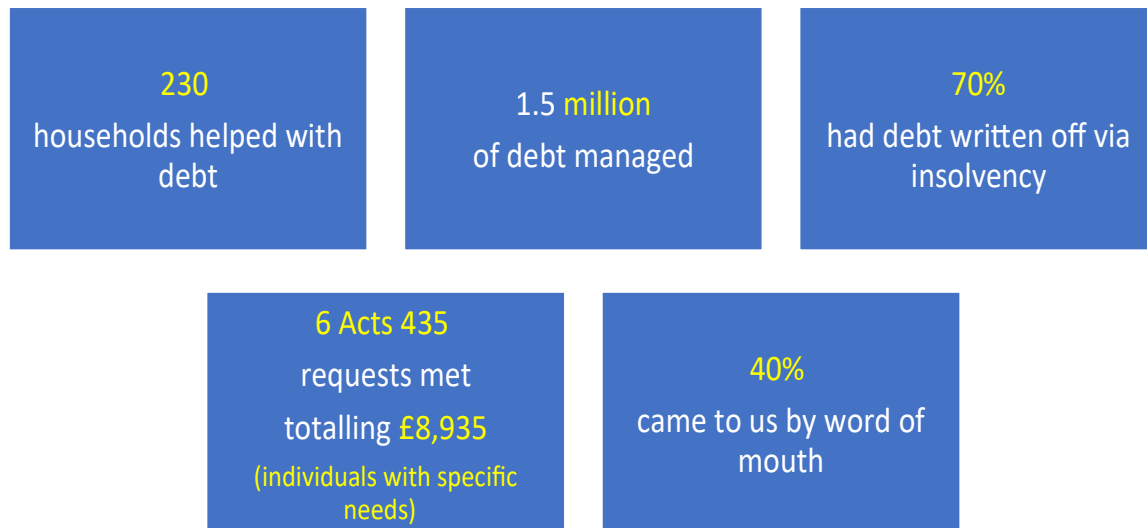 230
households helped with
debt
1.5 million
of debt managed
70%
had debt written off via
insolvency
6 Acts 435
requests met
totalling £8,935
(individuals with specific
needs)
40%
came to us by word of
mouth